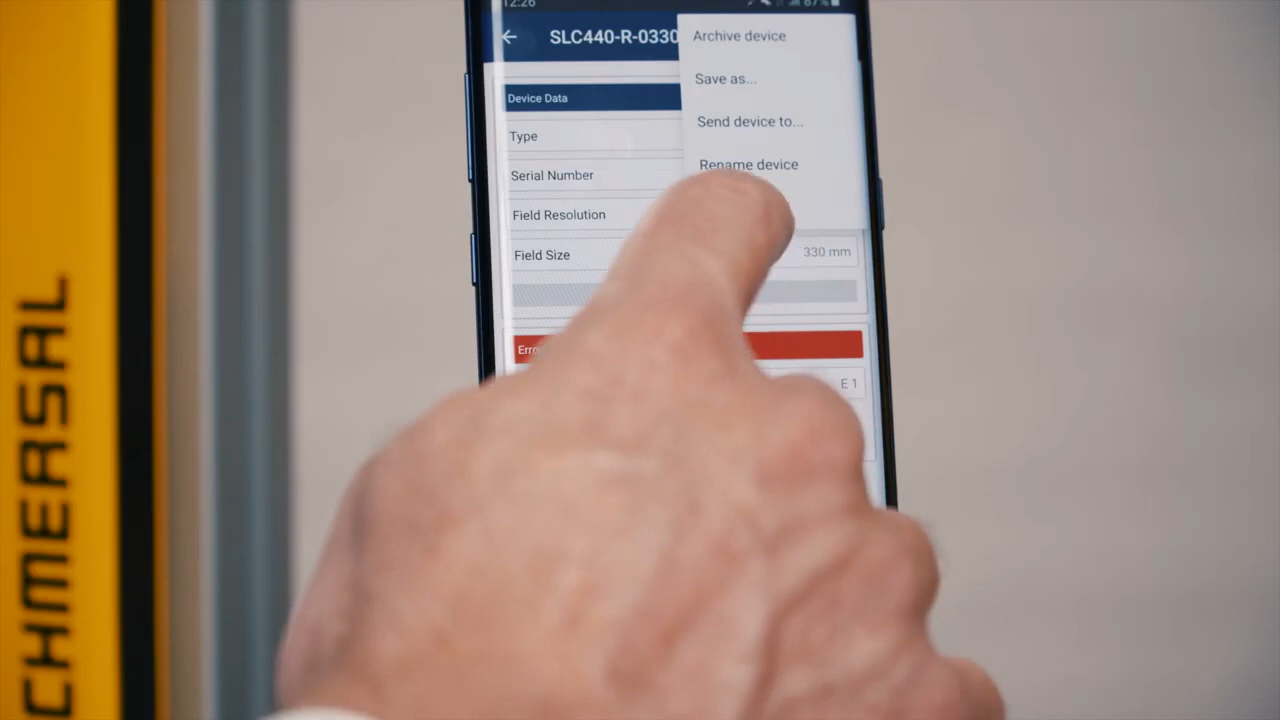 12:26
87%
SLC440-R-0330
Archive device
Save as...
Send device to...
Rename device
Device Data
Type
Serial Number
Field Resolution
Field Size
330 mm
E 1
CHMERSAL